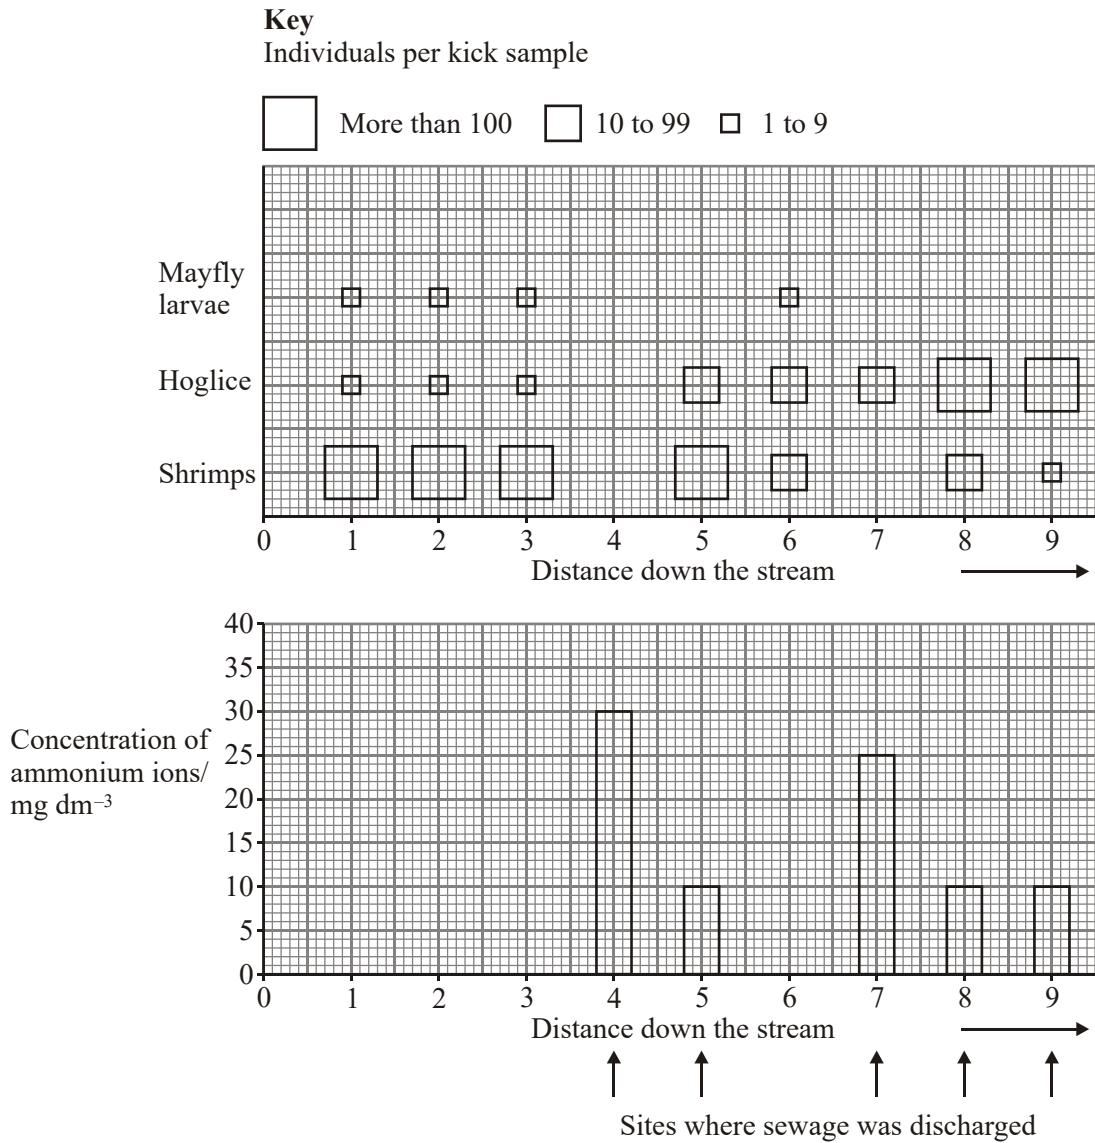 Key
Individuals per kick sample
More than 100 10 to 99 1 to 9
Mayfly
larvae
Hoglice
Shrimps
0 1 2 3 4 5 6 7 8 9
Distance down the stream
40
35
30
25
20
15
10
5
0
Concentration of
ammonium ions/
mg dm⁻³
0 1 2 3 4 5 6 7 8 9
Distance down the stream
Sites where sewage was discharged